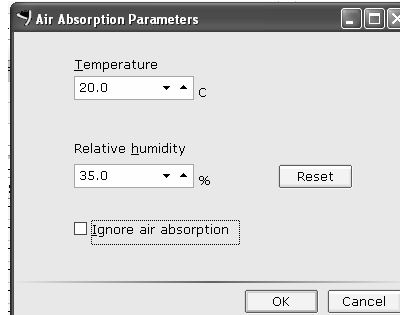 Air Absorption Parameters
Temperature
20.0 C
Relative humidity
35.0 % Reset
Ignore air absorption
OK Cancel